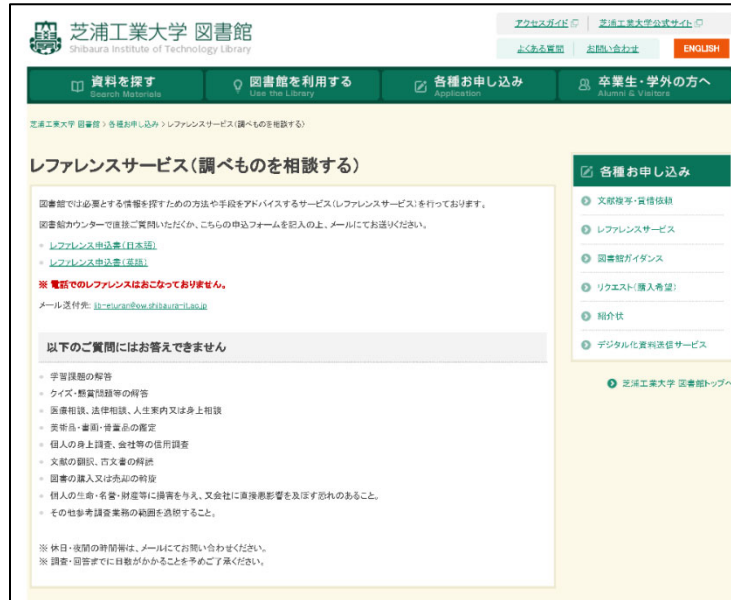 芝浦工業大学 図書館
Shibaura Institute of Technology Library
アクセスガイド
芝浦工業大学公式サイト
よくある質問
お問い合わせ
ENGLISH
資料を探す
Search Materials
図書館を利用する
Use the Library
各種お申し込み
Application
卒業生・学外の方へ
Alumni & Visitors
芝浦工業大学 図書館 > 各種お申し込み > レファレンスサービス(調べものを相談する)
レファレンスサービス(調べものを相談する)
図書館では必要とする情報を探すための方法や手段をアドバイスするサービス(レファレンスサービス)を行っております。
図書館カウンターで直接ご質問いただくか、こちらの申込フォームを記入の上、メールにてお送りください。
レファレンス申込書(日本語)
レファレンス申込書(英語)
※ 電話でのレファレンスはおこなっておりません。
メール送付先:
以下のご質問にはお答えできません
学習課題の解答
クイズ・懸賞問題等の解答
医療相談、法律相談、人生案内又は身上相談
美術品・書画・骨董品の鑑定
個人の身上調査、会社等の信用調査
文献の翻訳、古文書の解読
図書の購入又は売却の斡旋
個人の生命・名誉・財産等に損害を与え、又会社に直接悪影響を及ぼす恐れのあること。
その他参考調査業務の範囲を逸脱すること。
※ 休日・夜間の時間帯は、メールにてお問い合わせください。
※ 調査・回答までに日数がかかることを予めご了承ください。
各種お申し込み
文献複写・貸借依頼
レファレンスサービス
図書館ガイダンス
リクエスト(購入希望)
紹介状
デジタル化資料送信サービス
芝浦工業大学 図書館トップへ